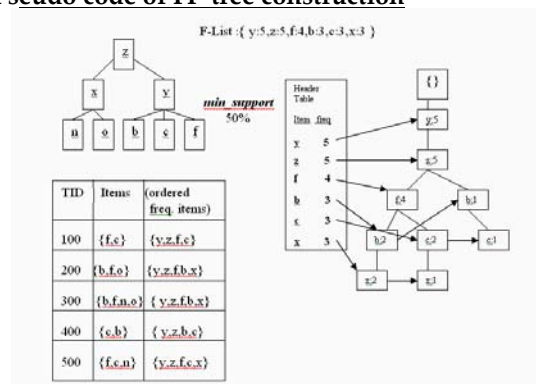 seudo code of FP-tree construction
F-List :{ y:5,z:5,f:4,b:3,c:3,x:3 }
z
x y
n o b c f
min_support
50%
Header
Table
Item freq
y 5
z 5
f 4
b 3
c 3
x 3
{}
y:5
z:5
f:4 b:1
b:2 c:2 c:1
x:2 x:1
TID Items (ordered
freq. items)
100 {f,c} {y,z,f,c}
200 {b,f,o} {y,z,f,b,x}
300 {b,f,n,o} { y,z,f,b,x}
400 {c,b} { y,z,b,c}
500 {f,c,n} {y,z,f,c,x}